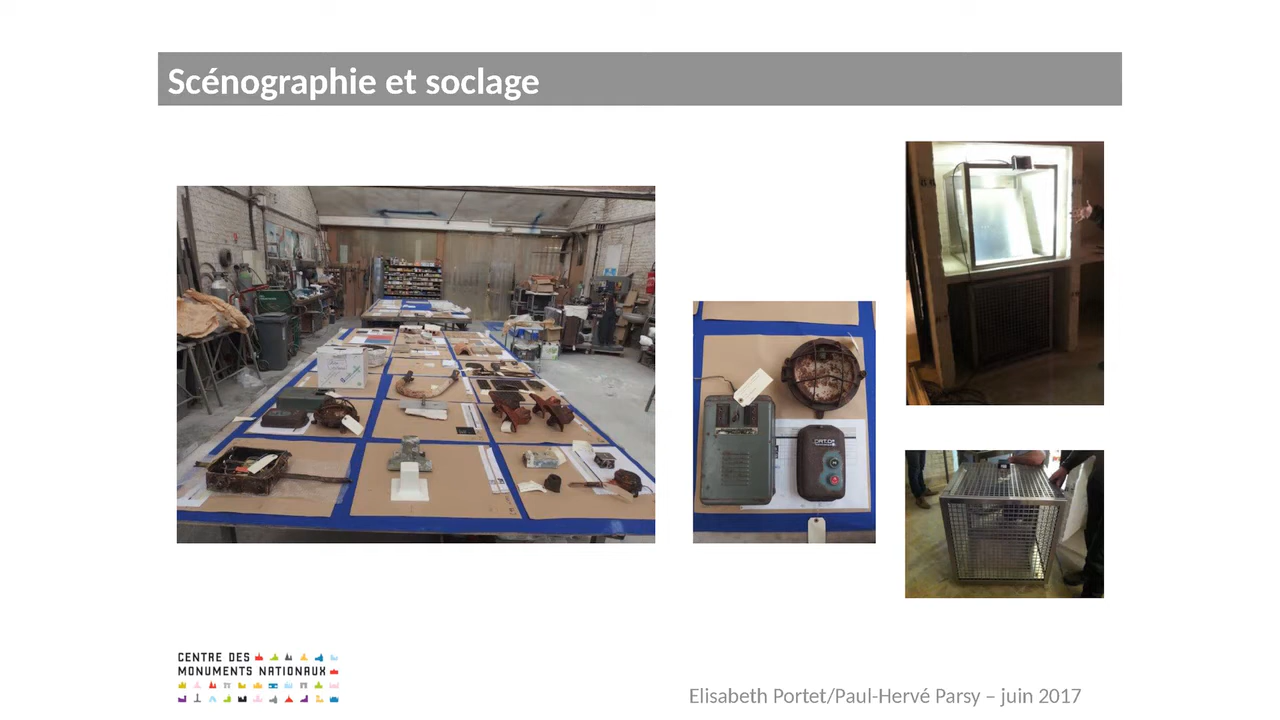 Scénographie et soclage
CENTRE DES
MONUMENTS NATIONAUX
Elisabeth Portet/Paul-Hervé Parsy – juin 2017